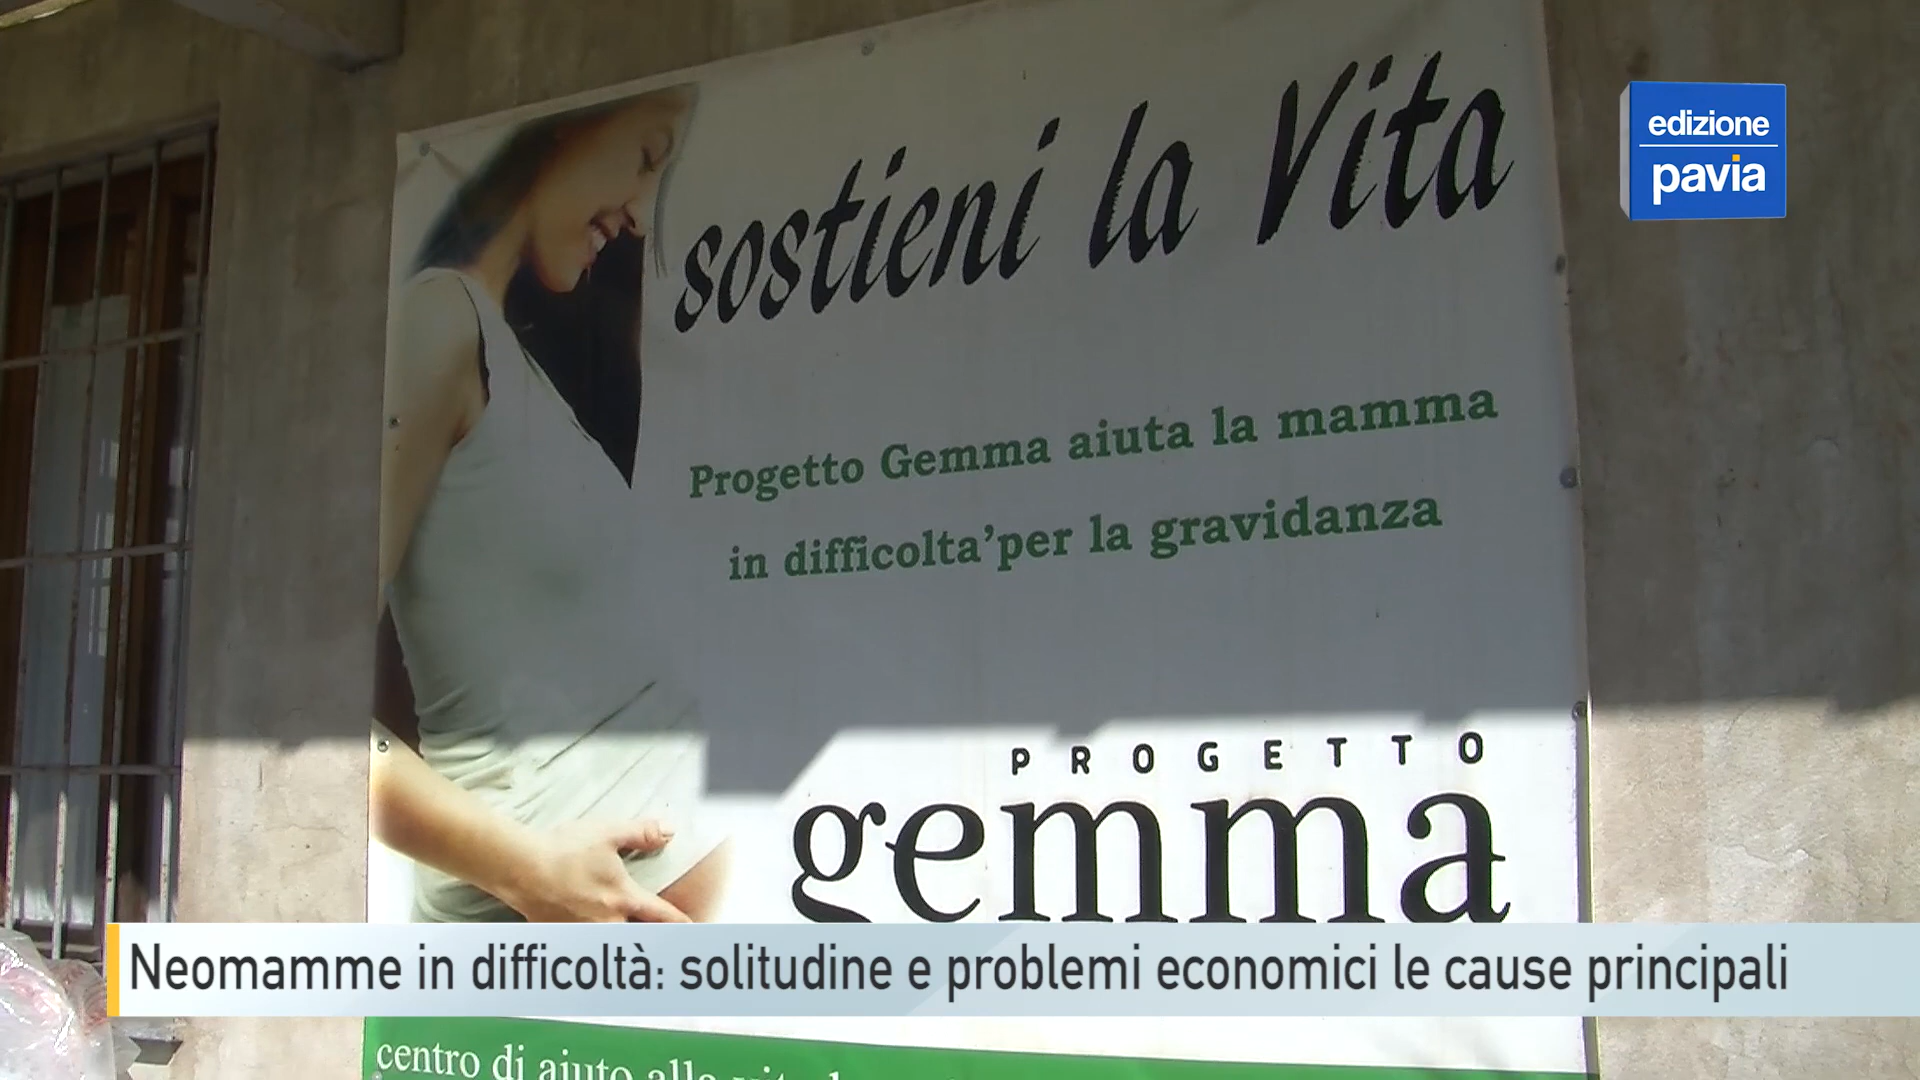 edizione
pavia
sostieni la Vita
Progetto Gemma aiuta la mamma
in difficolta'per la gravidanza
PROGETTO
gemma
Neomamme in difficoltà: solitudine e problemi economici le cause principali
centro di aiuto alla